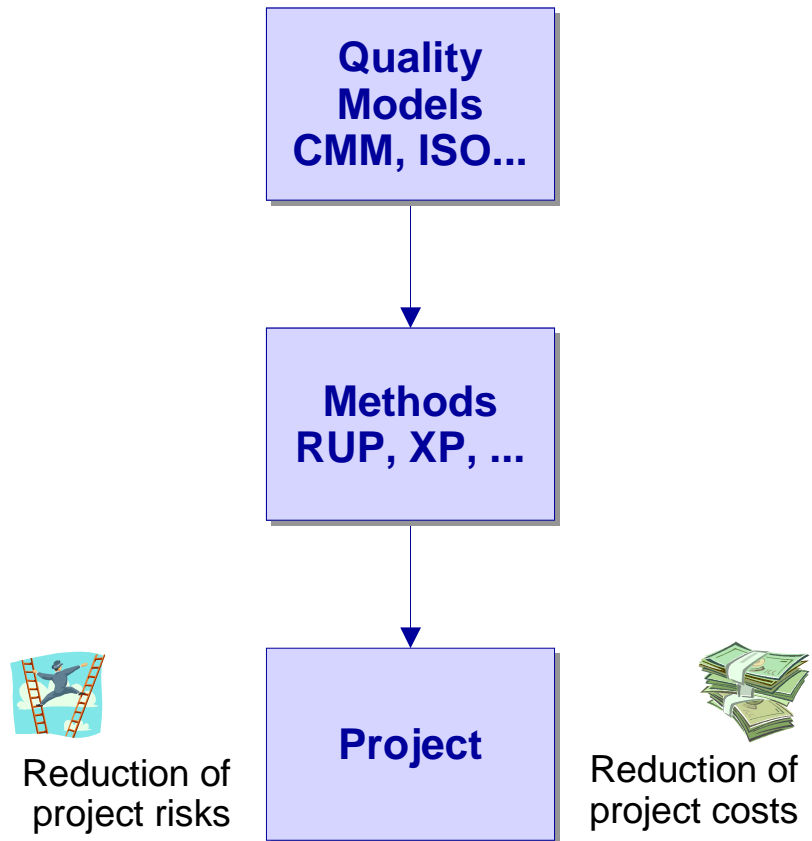 Quality
Models
CMM, ISO...
Methods
RUP, XP, ...
Project
Reduction of
project risks
Reduction of
project costs